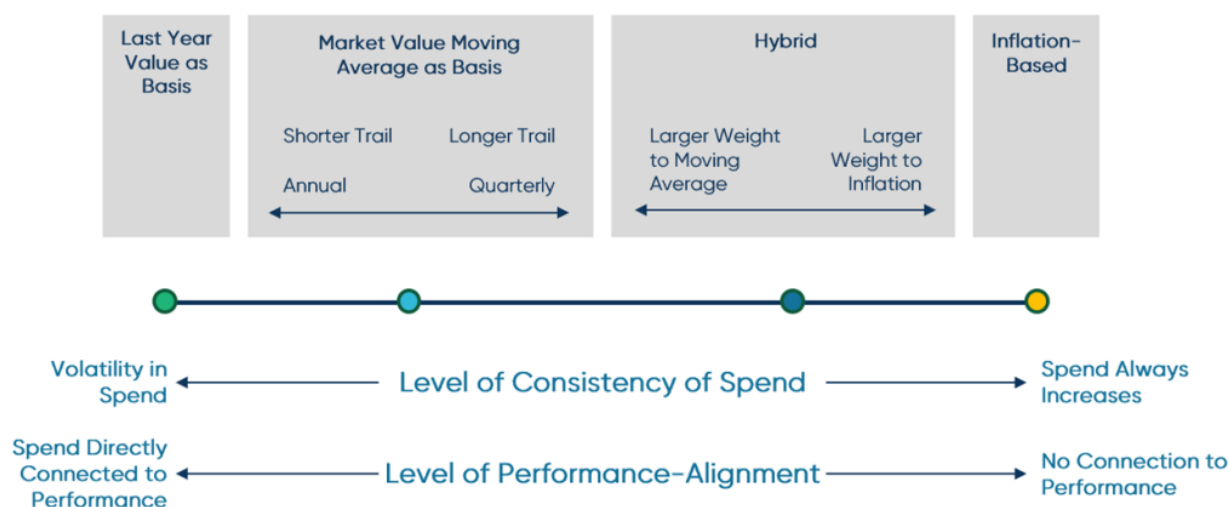 Last Year
Value as
Basis
Market Value Moving
Average as Basis
Shorter Trail
Longer Trail
Annual
Quarterly
Hybrid
Larger Weight
to Moving
Average
Larger
Weight to
Inflation
Inflation-
Based
Volatility in
Spend
Level of Consistency of Spend
Spend Always
Increases
Spend Directly
Connected to
Performance
Level of Performance-Alignment
No Connection to
Performance